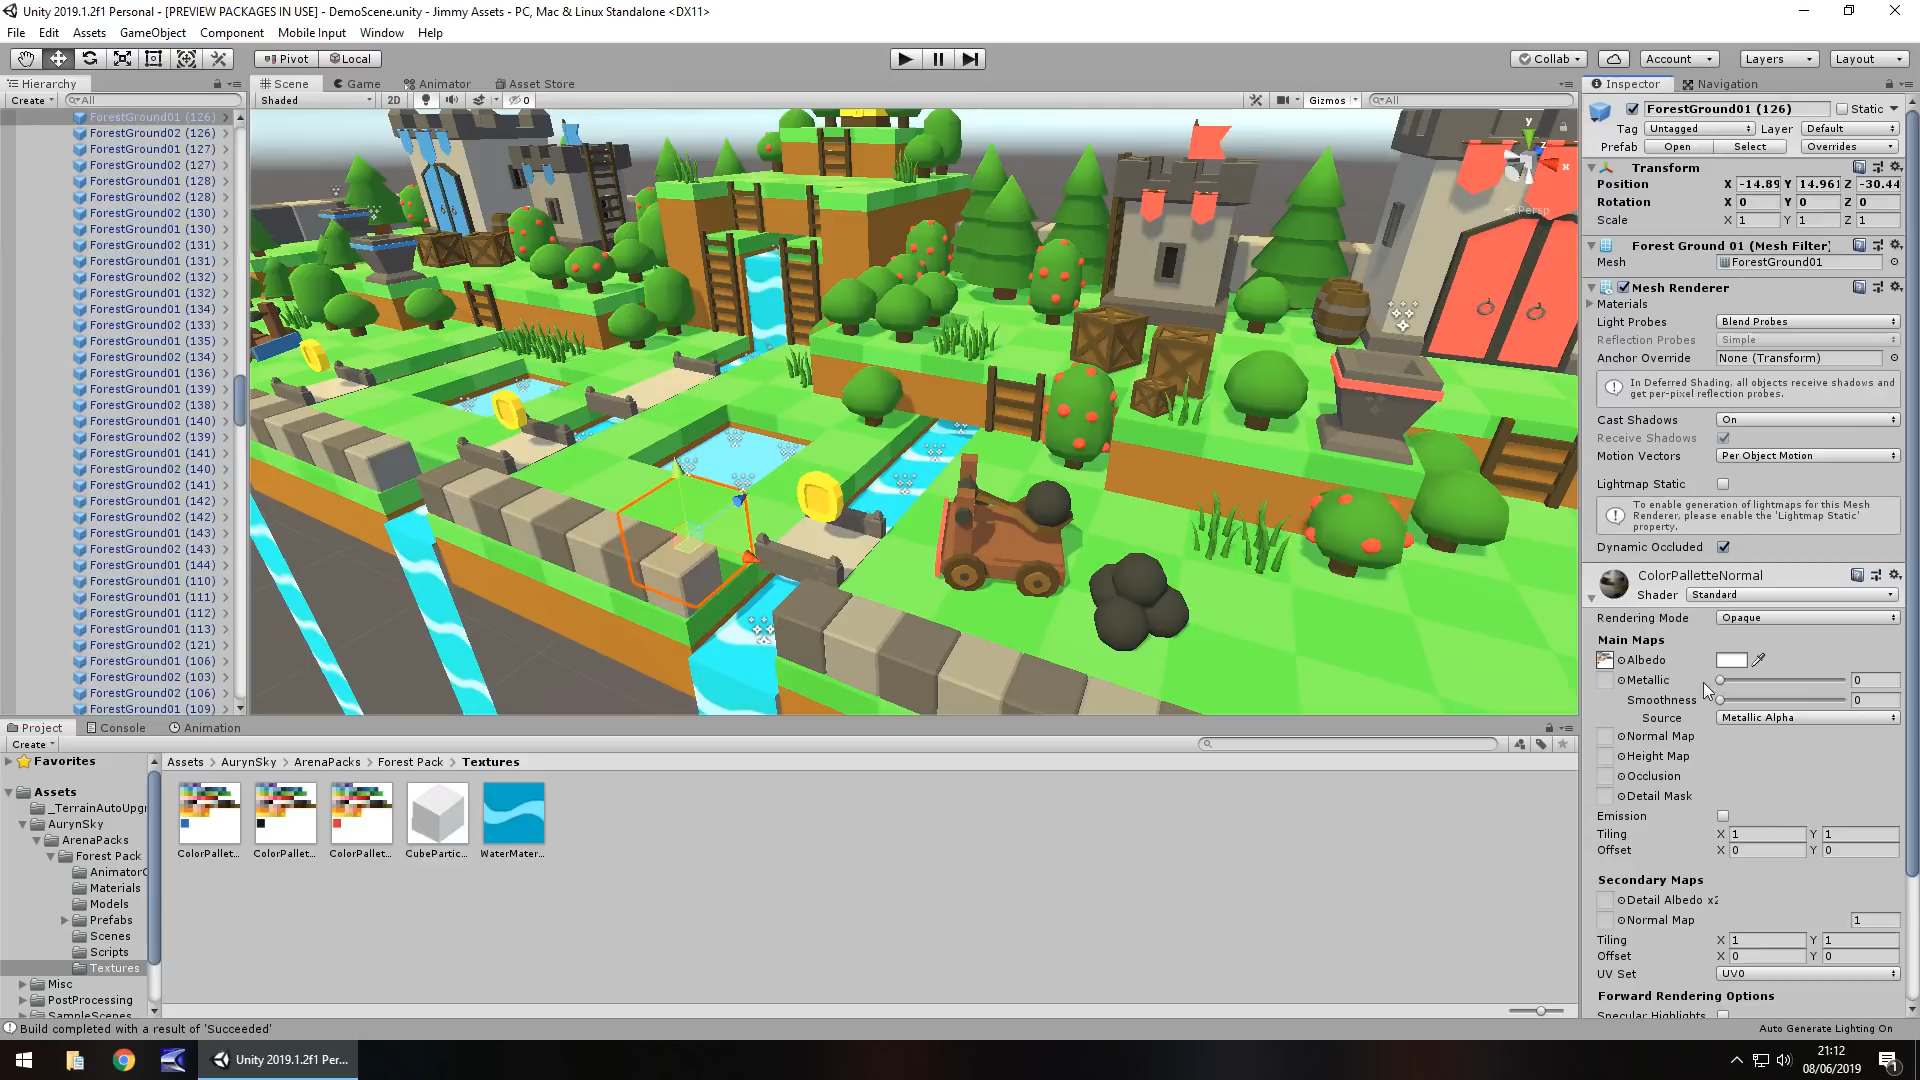 Unity 2019.1.2f1 Personal - [PREVIEW PACKAGES IN USE] - DemoScene.unity - Jimmy Assets - PC, Mac & Linux Standalone <DX11>
File Edit Assets GameObject Component Mobile Input Window Help
Pivot Local Collab Account Layers Layout
Hierarchy Scene Game Animator Asset Store Inspector Navigation
Create All Shaded 2D 0 Gizmos All
ForestGround01 (126)
ForestGround02 (126)
ForestGround01 (127)
ForestGround02 (127)
ForestGround01 (128)
ForestGround02 (128)
ForestGround02 (130)
ForestGround01 (130)
ForestGround02 (131)
ForestGround01 (131)
ForestGround02 (132)
ForestGround01 (132)
ForestGround01 (134)
ForestGround02 (133)
ForestGround01 (135)
ForestGround02 (134)
ForestGround01 (136)
ForestGround01 (139)
ForestGround02 (138)
ForestGround01 (140)
ForestGround02 (139)
ForestGround01 (141)
ForestGround02 (140)
ForestGround02 (141)
ForestGround01 (142)
ForestGround02 (142)
ForestGround01 (143)
ForestGround02 (143)
ForestGround01 (144)
ForestGround01 (110)
ForestGround01 (111)
ForestGround01 (112)
ForestGround01 (113)
ForestGround02 (121)
ForestGround01 (106)
ForestGround02 (103)
ForestGround02 (106)
ForestGround01 (109)
y
z
x
Persp
ForestGround01 (126) Static
Tag Untagged Layer Default
Prefab Open Select Overrides
Transform
Position X -14.89 Y 14.961 Z -30.44
Rotation X 0 Y 0 Z 0
Scale X 1 Y 1 Z 1
Forest Ground 01 (Mesh Filter)
Mesh ForestGround01
Mesh Renderer
Materials
Light Probes Blend Probes
Reflection Probes Simple
Anchor Override None (Transform)
In Deferred Shading, all objects receive shadows and
get per-pixel reflection probes.
Cast Shadows On
Receive Shadows
Motion Vectors Per Object Motion
Lightmap Static
To enable generation of lightmaps for this Mesh
Renderer, please enable the 'Lightmap Static'
property.
Dynamic Occluded
ColorPalletteNormal
Shader Standard
Rendering Mode Opaque
Main Maps
Albedo
Metallic 0
Smoothness 0
Source Metallic Alpha
Normal Map
Height Map
Occlusion
Detail Mask
Emission
Tiling X 1 Y 1
Offset X 0 Y 0
Secondary Maps
Detail Albedo x2
Normal Map 1
Tiling X 1 Y 1
Offset X 0 Y 0
UV Set UV0
Forward Rendering Options
Specular Highlights
Project Console Animation
Create
Favorites
Assets
_TerrainAutoUpgr
AurynSky
ArenaPacks
Forest Pack
AnimatorC
Materials
Models
Prefabs
Scenes
Scripts
Textures
Misc
PostProcessing
SampleScenes
Assets AurynSky ArenaPacks Forest Pack Textures
ColorPallet... ColorPallet... ColorPallet... CubePartic... WaterMater...
Build completed with a result of 'Succeeded'
Auto Generate Lighting On
Unity 2019.1.2f1 Per...
21:12
08/06/2019
1